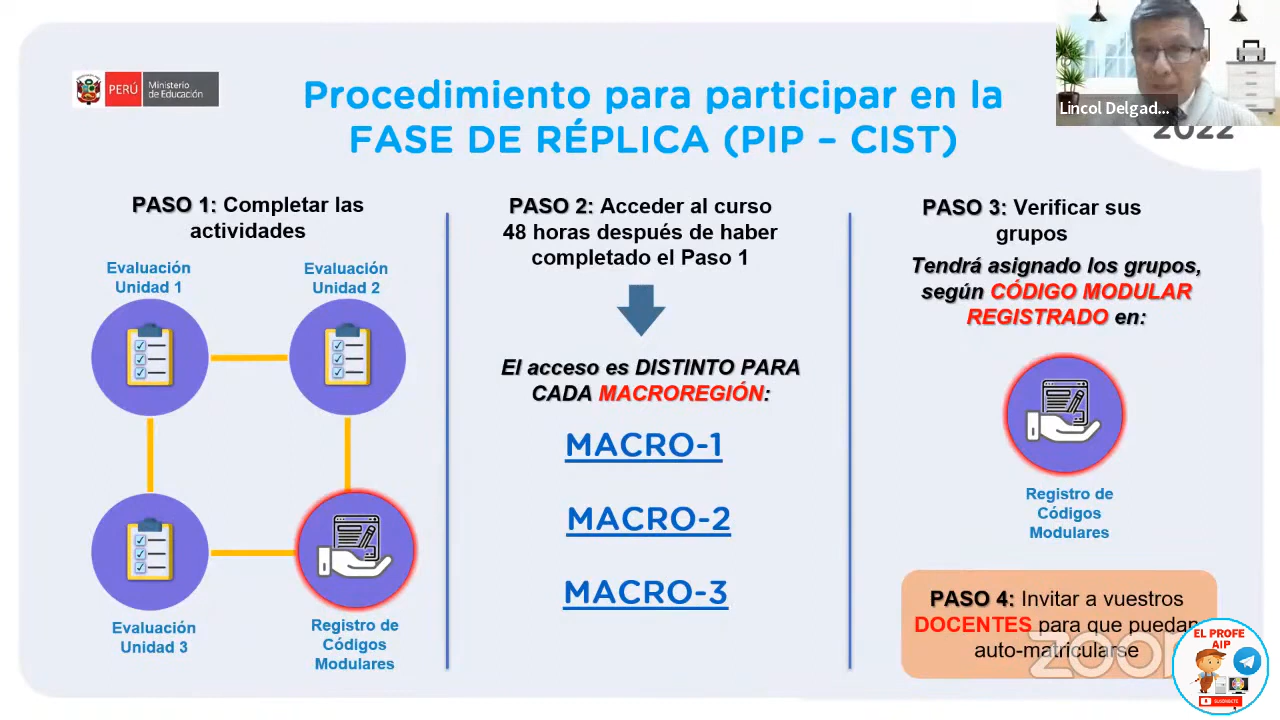 PERÚ
Ministerio
de Educación
Procedimiento para participar en la
FASE DE RÉPLICA (PIP – CIST)
Lincol Delgad...
2022
PASO 1: Completar las
actividades
Evaluación
Unidad 1
Evaluación
Unidad 2
Evaluación
Unidad 3
Registro de
Códigos
Modulares
PASO 2: Acceder al curso
48 horas después de haber
completado el Paso 1
El acceso es DISTINTO PARA
CADA MACROREGIÓN:
MACRO-1
MACRO-2
MACRO-3
PASO 3: Verificar sus
grupos
Tendrá asignado los grupos,
según CÓDIGO MODULAR
REGISTRADO en:
Registro de
Códigos
Modulares
PASO 4: Invitar a vuestros
DOCENTES para que puedan
auto-matricularse
zoom
EL PROFE
AIP
SUSCRIBETE